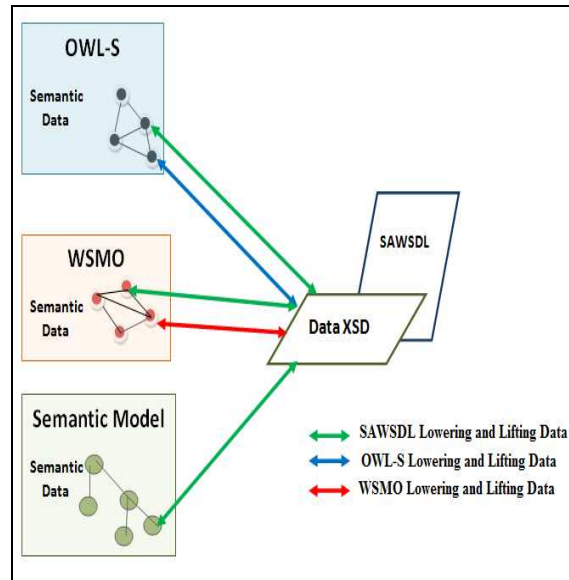 OWL-S
Semantic
Data
WSMO
Semantic
Data
Semantic Model
Semantic
Data
SAWSDL
Data XSD
SAWSDL Lowering and Lifting Data
OWL-S Lowering and Lifting Data
WSMO Lowering and Lifting Data